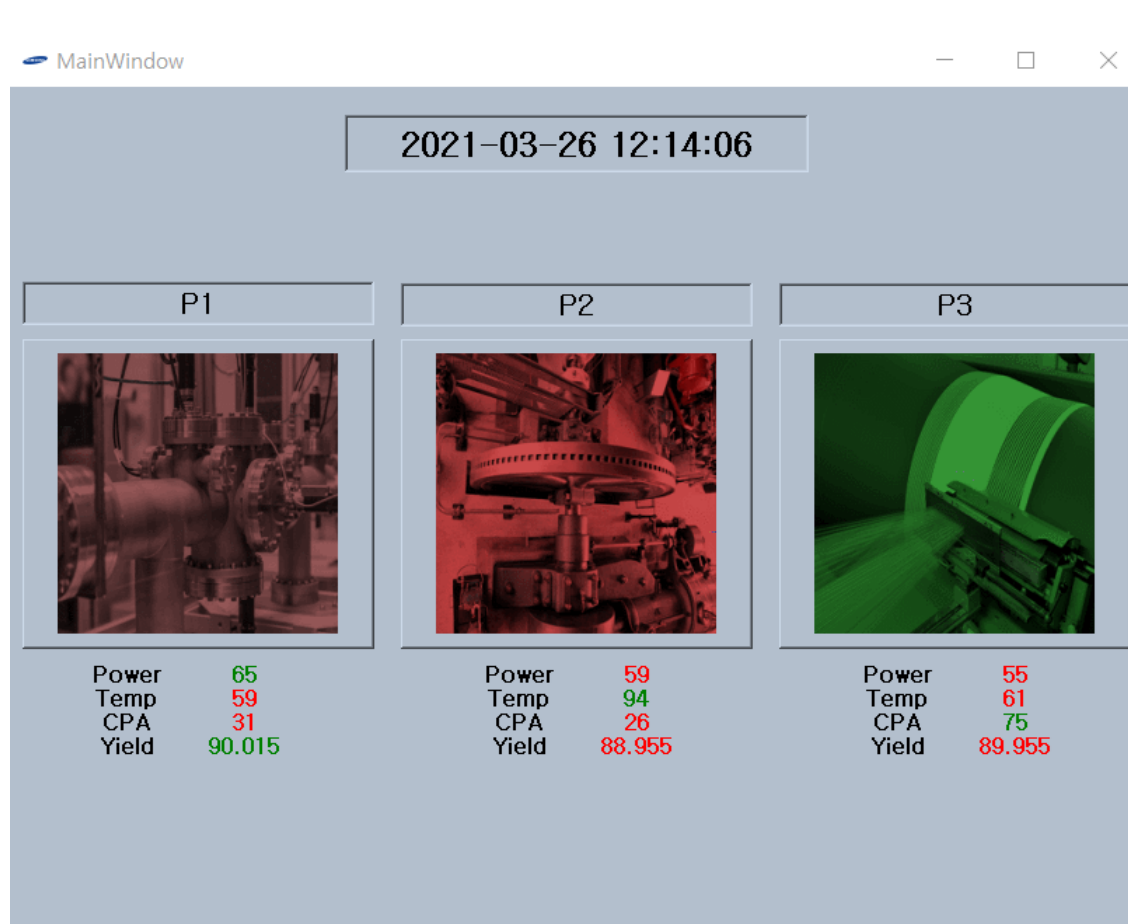 MainWindow
2021-03-26 12:14:06
P1
P2
P3
Power 65
Temp 59
CPA 31
Yield 90.015
Power 59
Temp 94
CPA 26
Yield 88.955
Power 55
Temp 61
CPA 75
Yield 89.955